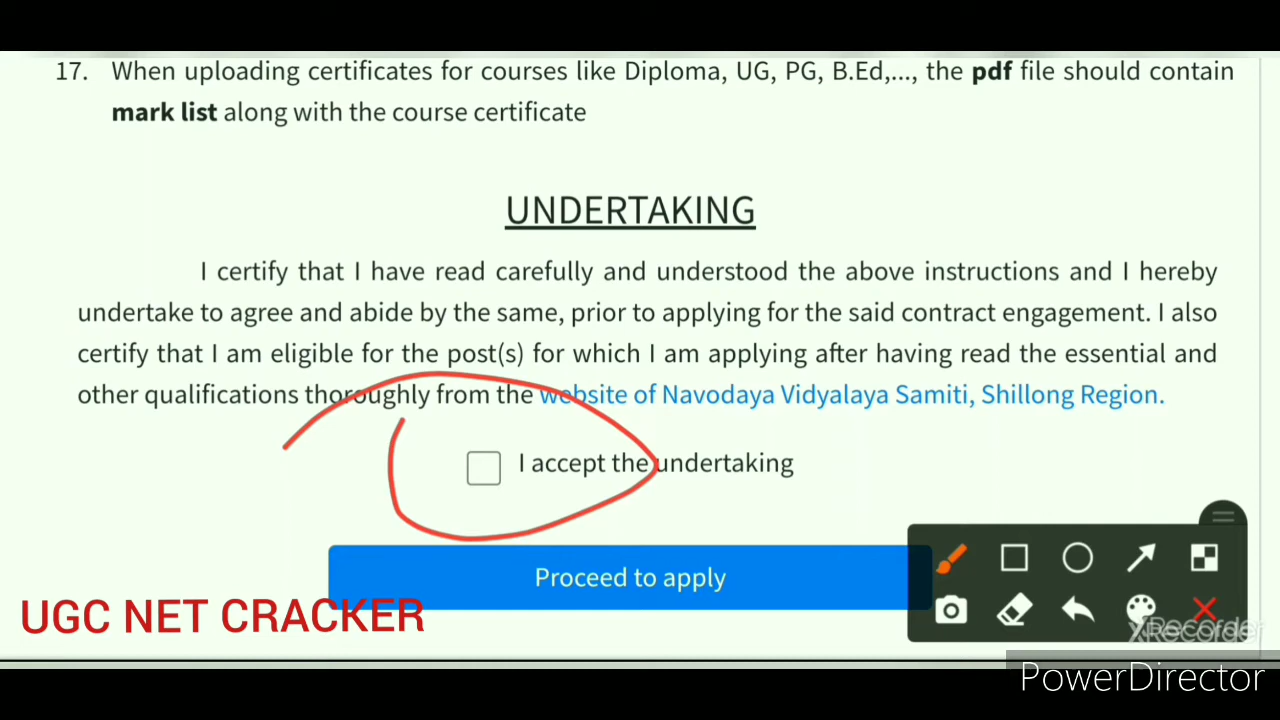 17. When uploading certificates for courses like Diploma, UG, PG, B.Ed,..., the pdf file should contain
mark list along with the course certificate
UNDERTAKING
I certify that I have read carefully and understood the above instructions and I hereby
undertake to agree and abide by the same, prior to applying for the said contract engagement. I also
certify that I am eligible for the post(s) for which I am applying after having read the essential and
other qualifications thoroughly from the website of Navodaya Vidyalaya Samiti, Shillong Region.
I accept the undertaking
Proceed to apply
UGC NET CRACKER
XRecorder
PowerDirector